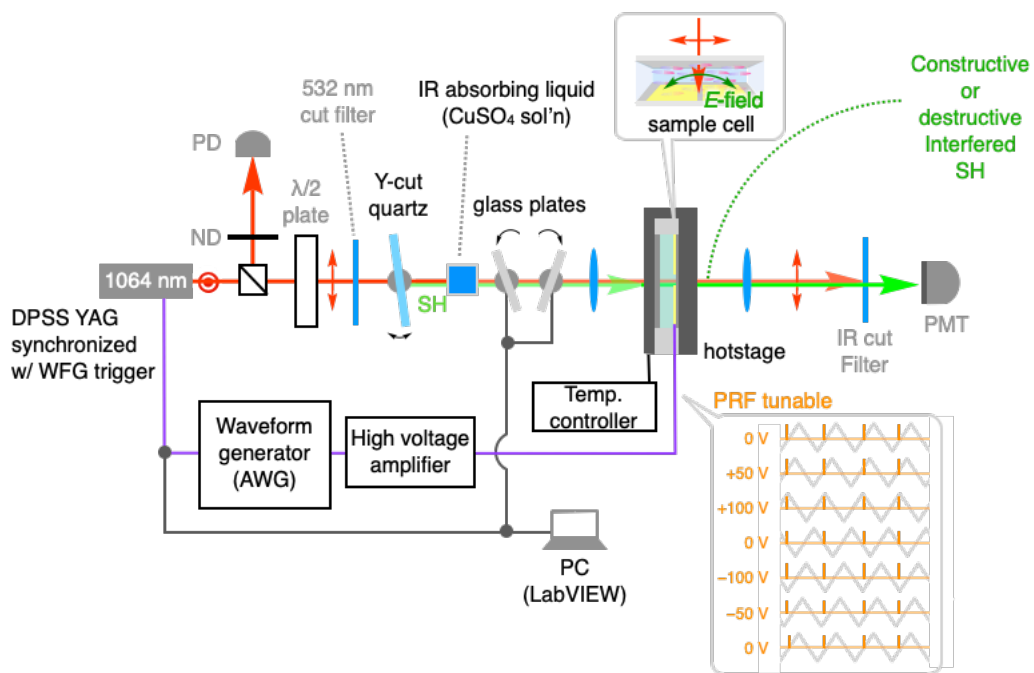 532 nm
cut filter
IR absorbing liquid
(CuSO₄ sol'n)
E-field
sample cell
Constructive
or
destructive
Interfered
SH
PD
λ/2
plate
Y-cut
quartz
glass plates
ND
1064 nm
SH
DPSS YAG
synchronized
w/ WFG trigger
hotstage
IR cut
Filter
PMT
Temp.
controller
PRF tunable
Waveform
generator
(AWG)
High voltage
amplifier
0 V
+50 V
+100 V
0 V
−100 V
−50 V
0 V
PC
(LabVIEW)